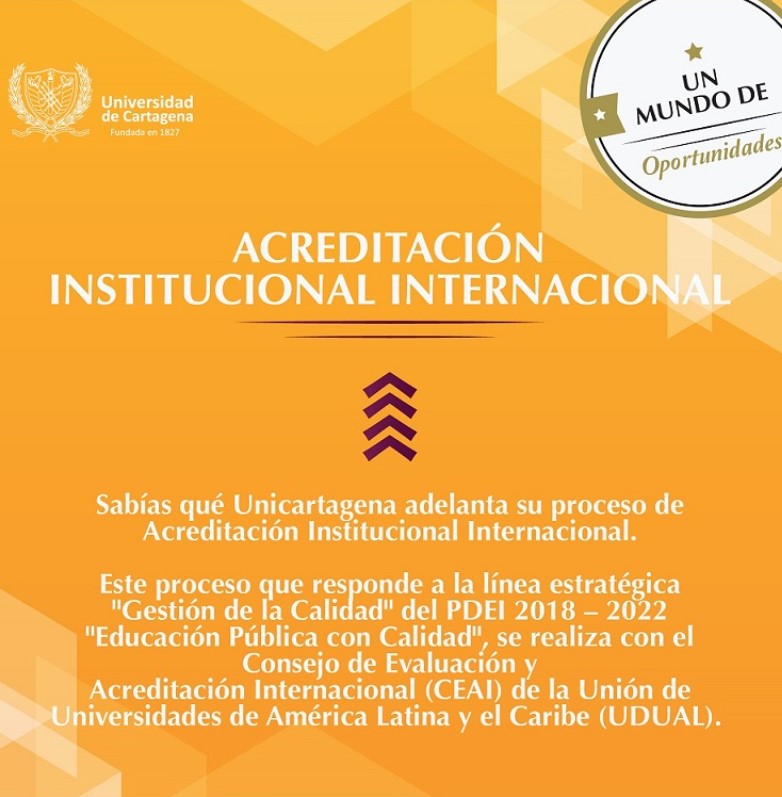 Universidad
de Cartagena
Fundada en 1827
UN
MUNDO DE
Oportunidades
ACREDITACIÓN
INSTITUCIONAL INTERNACIONAL
Sabías qué Unicartagena adelanta su proceso de
Acreditación Institucional Internacional.
Este proceso que responde a la línea estratégica
"Gestión de la Calidad" del PDEI 2018 – 2022
"Educación Pública con Calidad", se realiza con el
Consejo de Evaluación y
Acreditación Internacional (CEAI) de la Unión de
Universidades de América Latina y el Caribe (UDUAL).